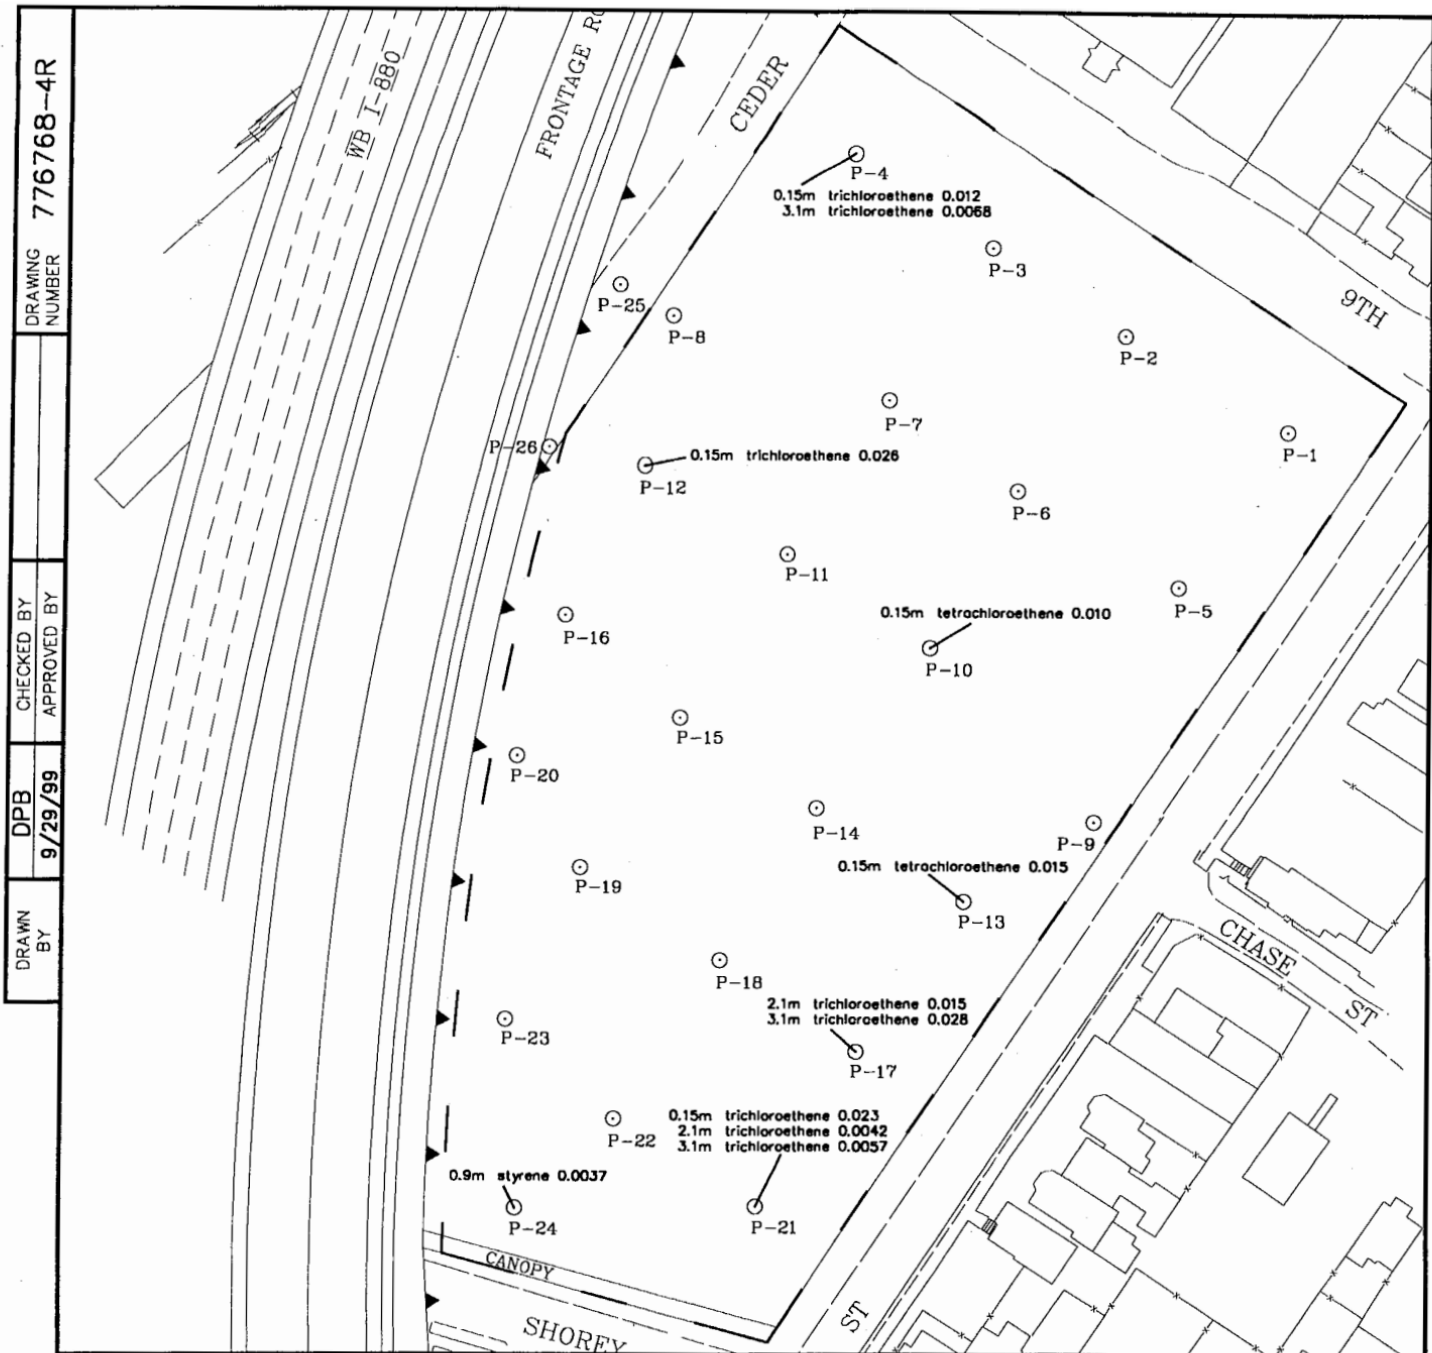 DRAWING NUMBER 776768-4R
CHECKED BY
APPROVED BY
DPB
9/29/99
DRAWN BY
WB I-880
FRONTAGE
CEDER
9TH
P-4
0.15m trichloroethene 0.012
3.1m trichloroethene 0.0068
P-3
P-25
P-8
P-2
P-7
P-1
P-26
0.15m trichloroethene 0.026
P-12
P-6
P-11
P-5
0.15m tetrachloroethene 0.010
P-16
P-10
P-15
P-20
P-14
P-9
0.15m tetrachloroethene 0.015
P-19
P-13
CHASE ST
P-18
2.1m trichloroethene 0.015
3.1m trichloroethene 0.028
P-23
P-17
0.15m trichloroethene 0.023
2.1m trichloroethene 0.0042
3.1m trichloroethene 0.0057
P-22
0.9m styrene 0.0037
P-24
P-21
CANOPY
SHOREY
ST